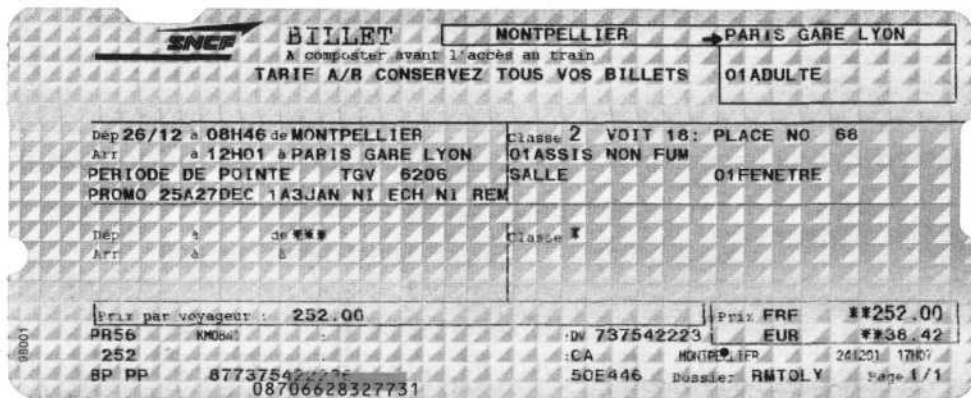 SNCF BILLET MONTPELLIER → PARIS GARE LYON
A composter avant l'accès au train
TARIF A/R CONSERVEZ TOUS VOS BILLETS 01ADULTE
Dép 26/12 à 08H46 de MONTPELLIER Classe 2 VOIT 18: PLACE NO 68
Arr à 12H01 à PARIS GARE LYON 01ASSIS NON FUM
PERIODE DE POINTE TGV 6206 SALLE 01FENETRE
PROMO 25A27DEC 1A3JAN NI ECH NI REM
Dép à de *** Classe *
Arr à à
Prix par voyageur : 252.00 Prix FRF **252.00
PR56 :DV 737542223 EUR **38.42
252 :CA MONTPELLIER 241201 17H07
BP PP 50E446 Dossier RMTOLY Page 1/1
08706628327731
98001